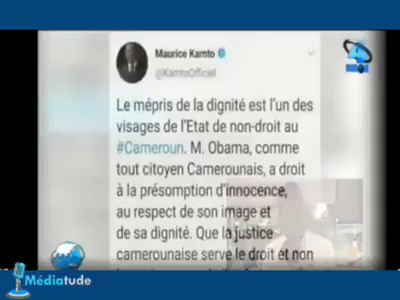 Maurice Kamto
@KamtoOfficiel
Le mépris de la dignité est l'un des
visages de l'Etat de non-droit au
#Cameroun. M. Obama, comme
tout citoyen Camerounais, a droit
à la présomption d'innocence,
au respect de son image et
de sa dignité. Que la justice
camerounaise serve le droit et non
Médiatude